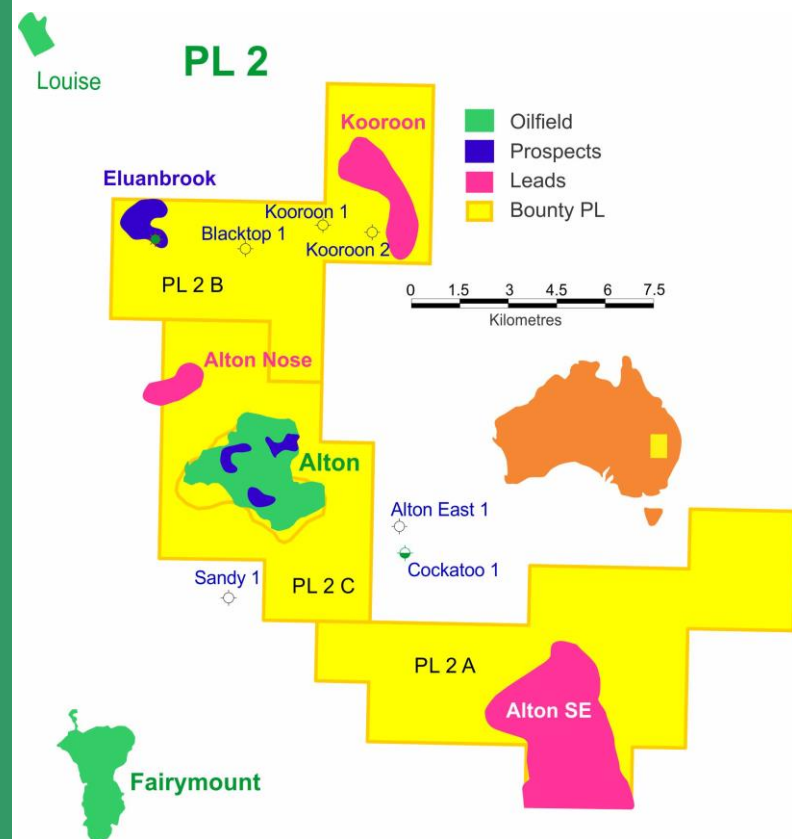 PL 2
Louise
Kooroon
Oilfield
Prospects
Leads
Bounty PL
Eluanbrook
Kooroon 1
Blacktop 1
Kooroon 2
PL 2 B
0 1.5 3 4.5 6 7.5
Kilometres
Alton Nose
Alton
Alton East 1
Cockatoo 1
Sandy 1
PL 2 C
PL 2 A
Alton SE
Fairymount